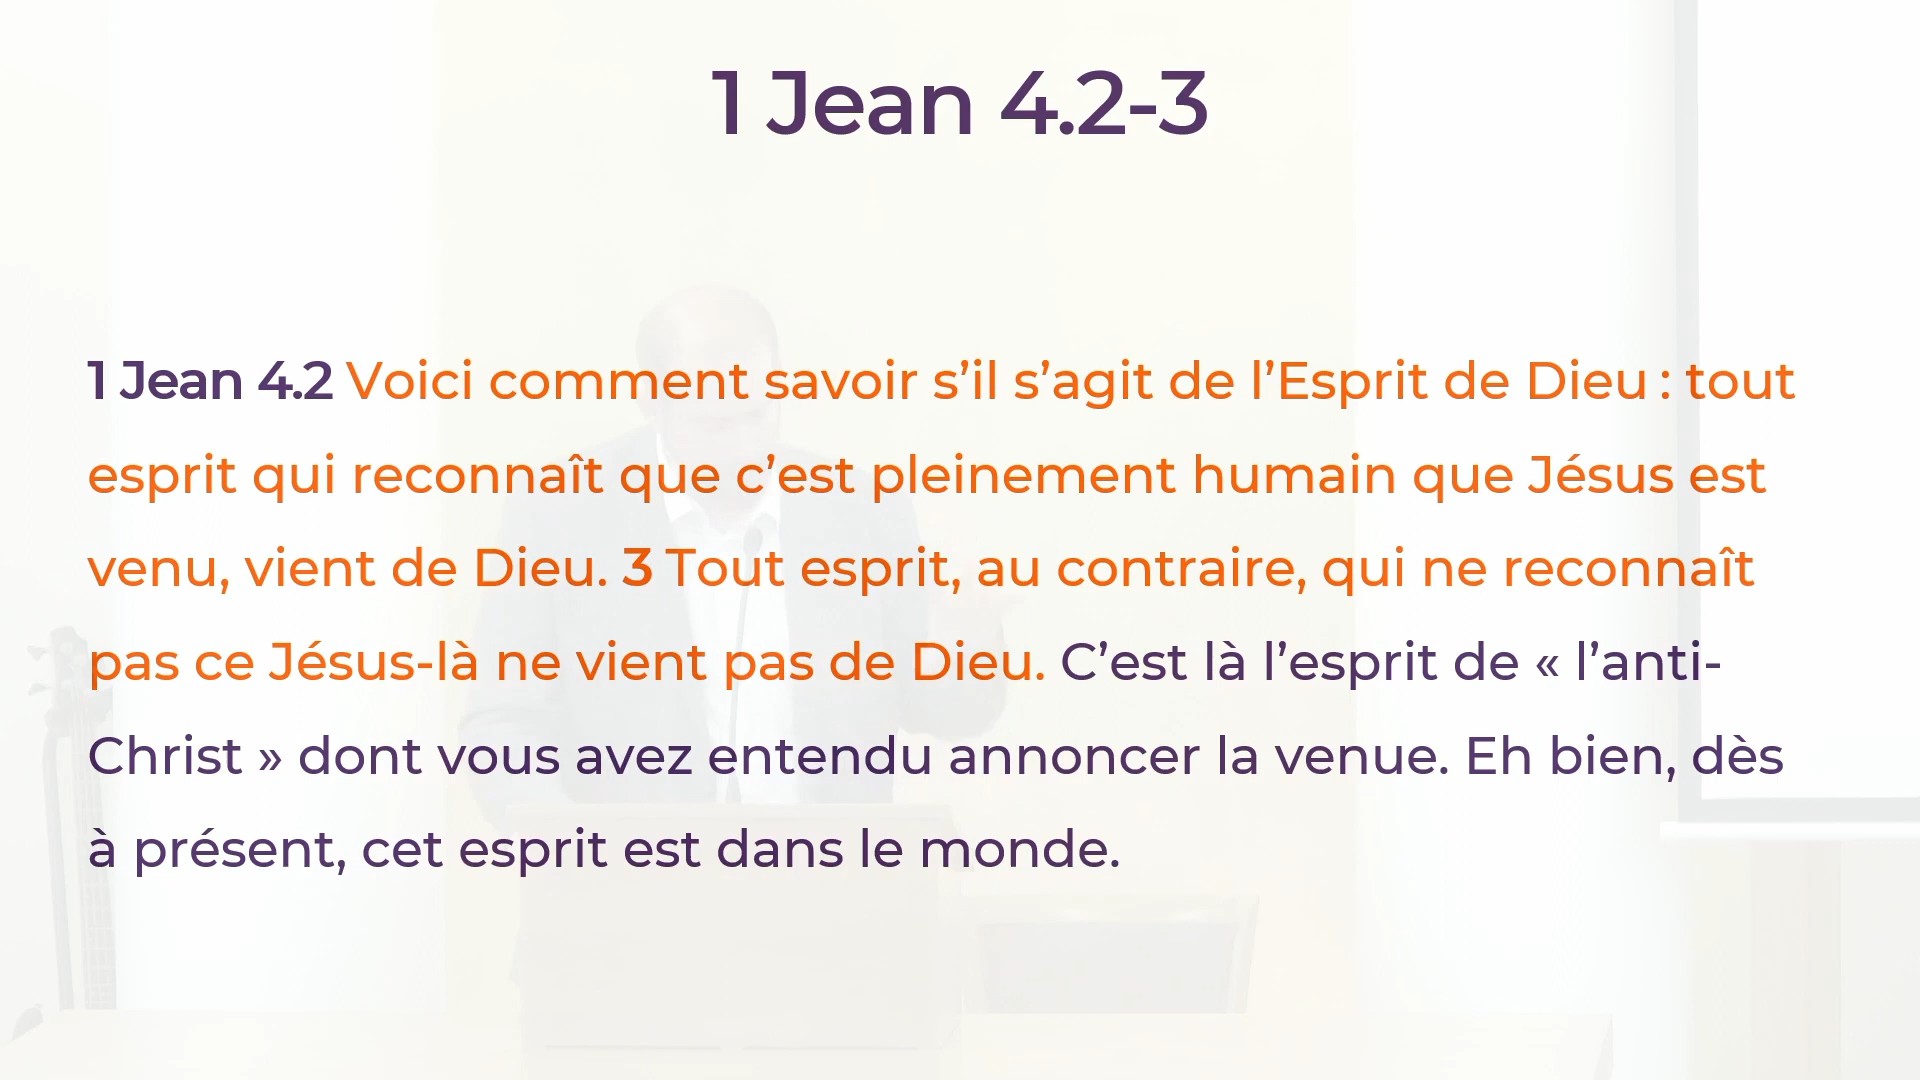 1 Jean 4.2-3
1 Jean 4.2 Voici comment savoir s’il s’agit de l’Esprit de Dieu : tout
esprit qui reconnaît que c’est pleinement humain que Jésus est
venu, vient de Dieu. 3 Tout esprit, au contraire, qui ne reconnaît
pas ce Jésus-là ne vient pas de Dieu. C’est là l’esprit de « l’anti-
Christ » dont vous avez entendu annoncer la venue. Eh bien, dès
à présent, cet esprit est dans le monde.